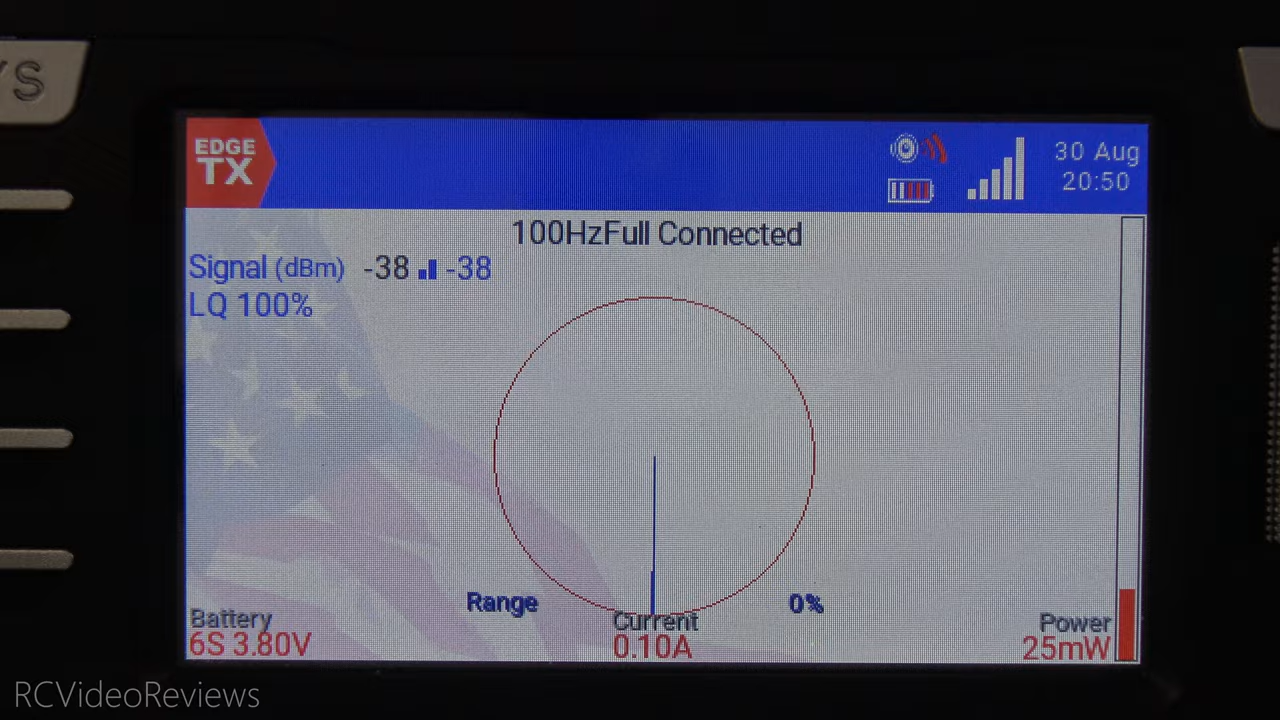 YS
EDGE
TX
30 Aug
20:50
100HzFull Connected
Signal (dBm) -38 -38
LQ 100%
Range 0%
Battery
6S 3.80V
Current
0.10A
Power
25mW
RCVideoReviews